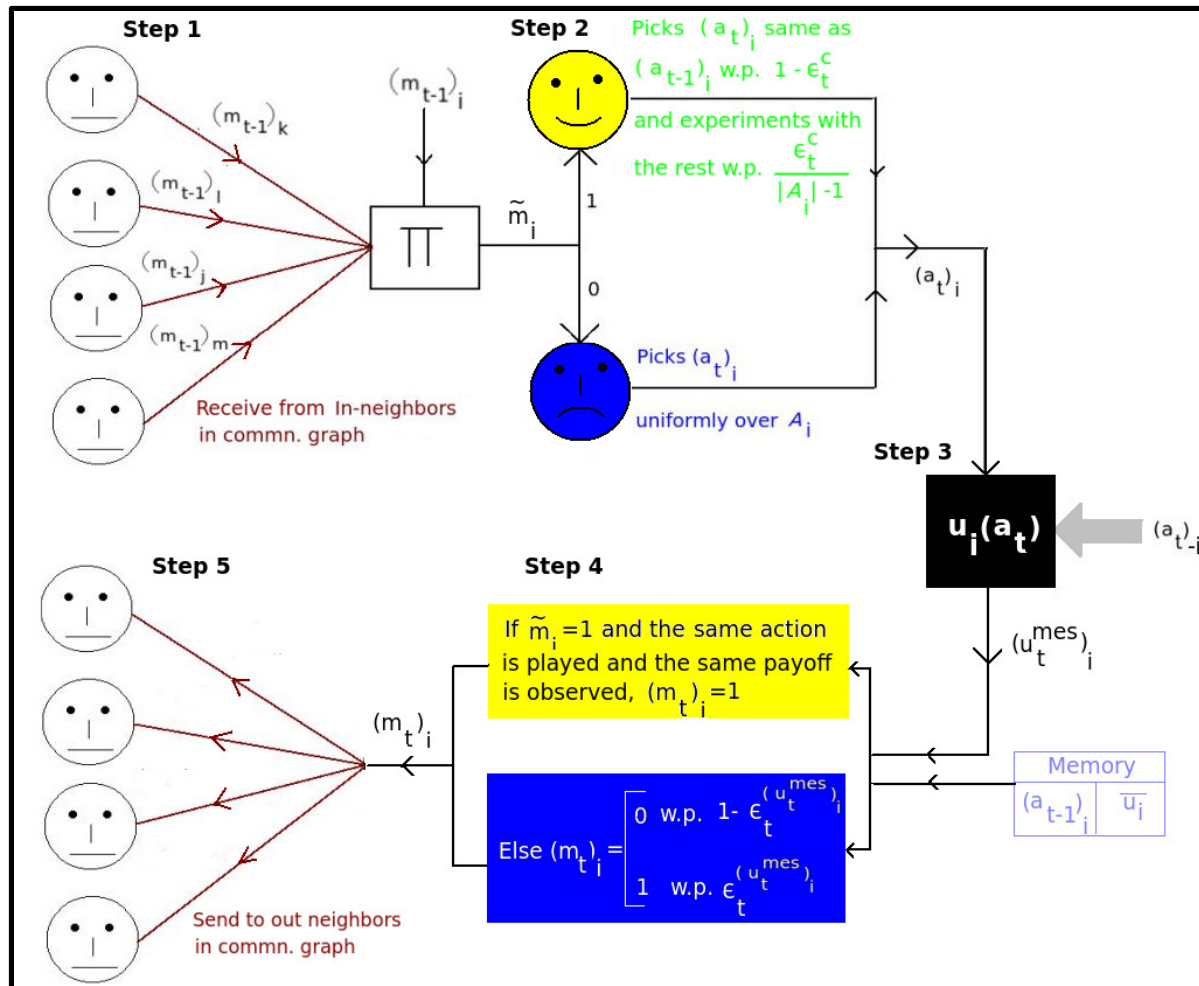 Step 1
(m_{t-1})_k
(m_{t-1})_l
(m_{t-1})_j
(m_{t-1})_m
Receive from In-neighbors
in commn. graph
(m_{t-1})_i
∏
m̃_i
1
0
Step 2
Picks (a_t)_i same as
(a_{t-1})_i w.p. 1 - ϵ_t^c
and experiments with
the rest w.p. ϵ_t^c / |A_i| -1
Picks (a_t)_i
uniformly over A_i
(a_t)_i
Step 3
u_i(a_t)
(a_t)_{-i}
(u_t^{mes})_i
Memory
(a_{t-1})_i | u̅_i
Step 4
If m̃_i =1 and the same action
is played and the same payoff
is observed, (m_t)_i =1
Else (m_t)_i = [ 0 w.p. 1- ϵ_t^{(u_t^{mes})_i}
1 w.p. ϵ_t^{(u_t^{mes})_i}
(m_t)_i
Step 5
Send to out neighbors
in commn. graph